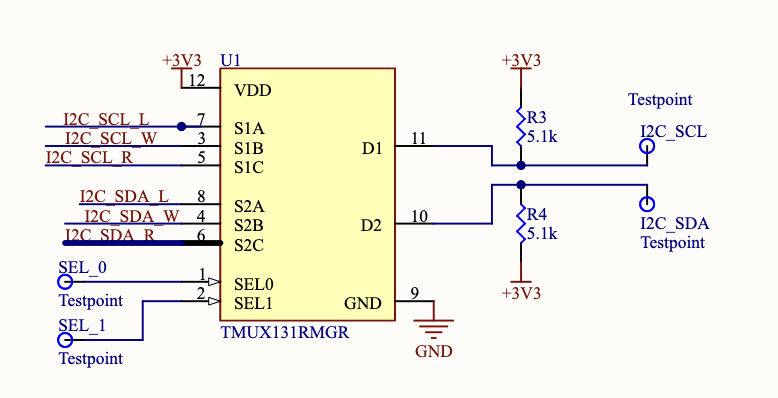 +3V3
U1
12
VDD
I2C_SCL_L
7
S1A
I2C_SCL_W
3
S1B
I2C_SCL_R
5
S1C
I2C_SDA_L
8
S2A
I2C_SDA_W
4
S2B
I2C_SDA_R
6
S2C
SEL_0
1
SEL0
Testpoint
2
SEL1
SEL_1
Testpoint
D1
11
D2
10
GND
9
GND
TMUX131RMGR
+3V3
R3
5.1k
Testpoint
I2C_SCL
R4
5.1k
+3V3
I2C_SDA
Testpoint